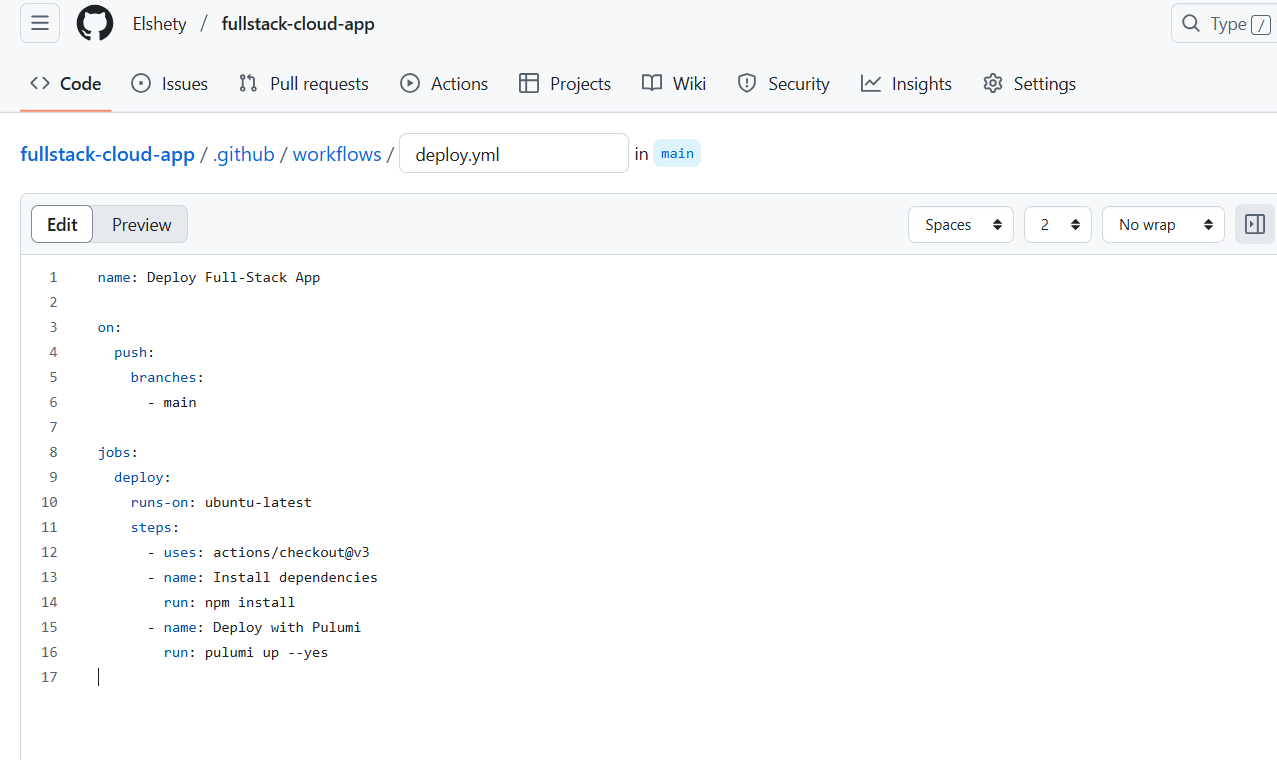 Elshety / fullstack-cloud-app
Type /
Code Issues Pull requests Actions Projects Wiki Security Insights Settings
fullstack-cloud-app / .github / workflows / deploy.yml in main
Edit Preview Spaces 2 No wrap
1 name: Deploy Full-Stack App
2
3 on:
4   push:
5     branches:
6       - main
7
8 jobs:
9   deploy:
10     runs-on: ubuntu-latest
11     steps:
12       - uses: actions/checkout@v3
13       - name: Install dependencies
14         run: npm install
15       - name: Deploy with Pulumi
16         run: pulumi up --yes
17